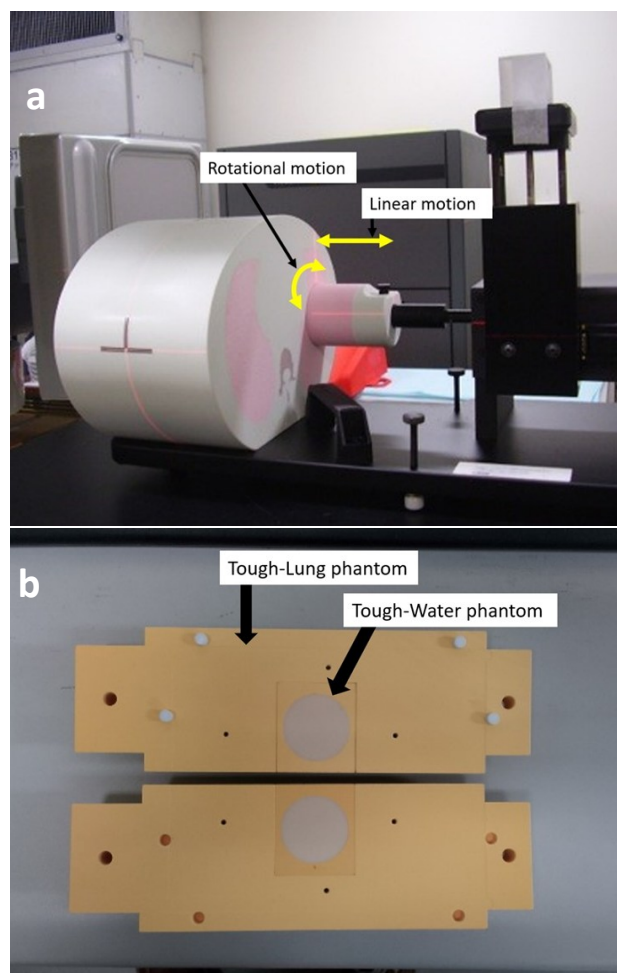 a
Rotational motion
Linear motion
b
Tough-Lung phantom
Tough-Water phantom